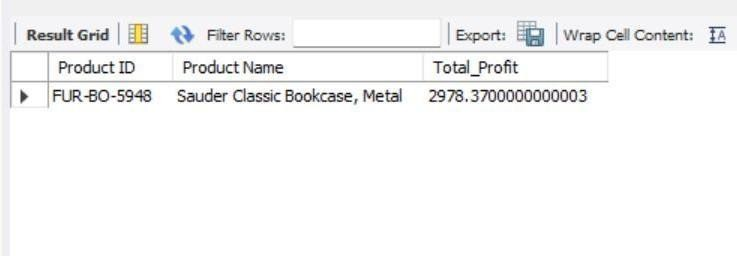 Result Grid Filter Rows: Export: Wrap Cell Content: IA
Product ID Product Name Total_Profit
FUR-BO-5948 Sauder Classic Bookcase, Metal 2978.3700000000003